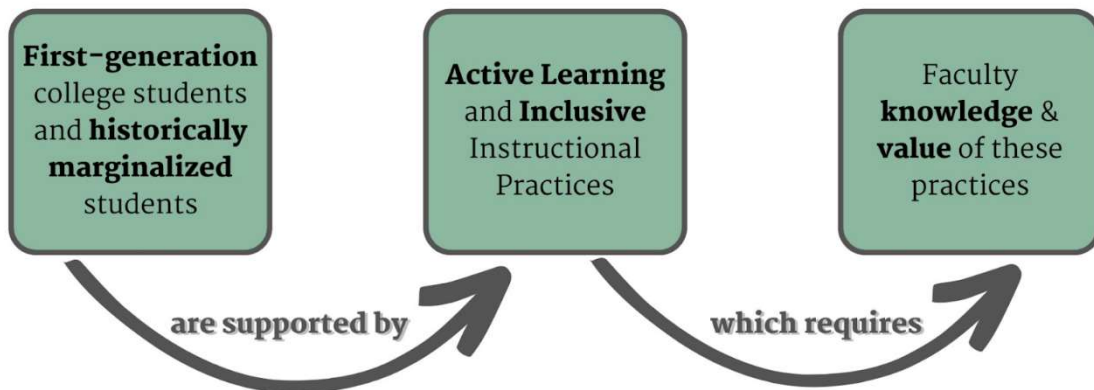 First-generation
college students
and historically
marginalized
students
are supported by
Active Learning
and Inclusive
Instructional
Practices
which requires
Faculty
knowledge &
value of these
practices